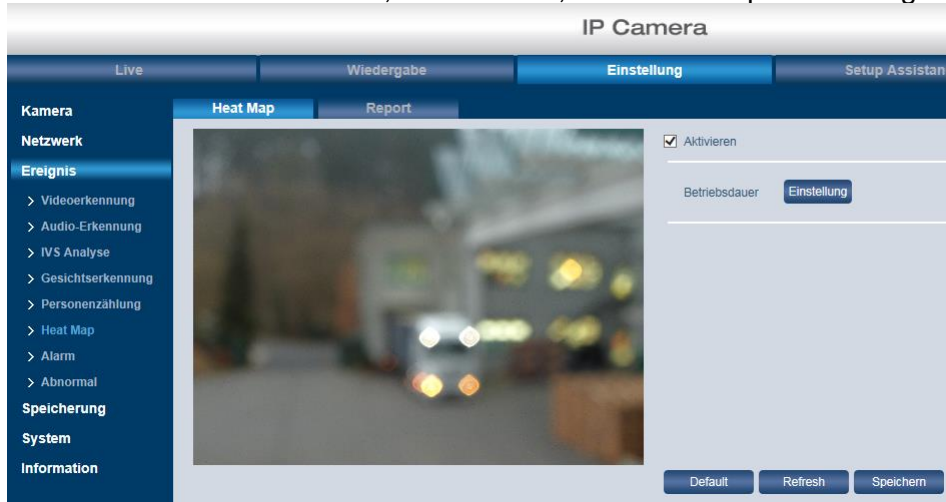 IP Camera
Live Wiedergabe Einstellung Setup Assistan
Kamera
Netzwerk
Ereignis
> Videoerkennung
> Audio-Erkennung
> IVS Analyse
> Gesichtserkennung
> Personenzählung
> Heat Map
> Alarm
> Abnormal
Speicherung
System
Information
Heat Map Report
Aktivieren
Betriebsdauer Einstellung
Default Refresh Speichern